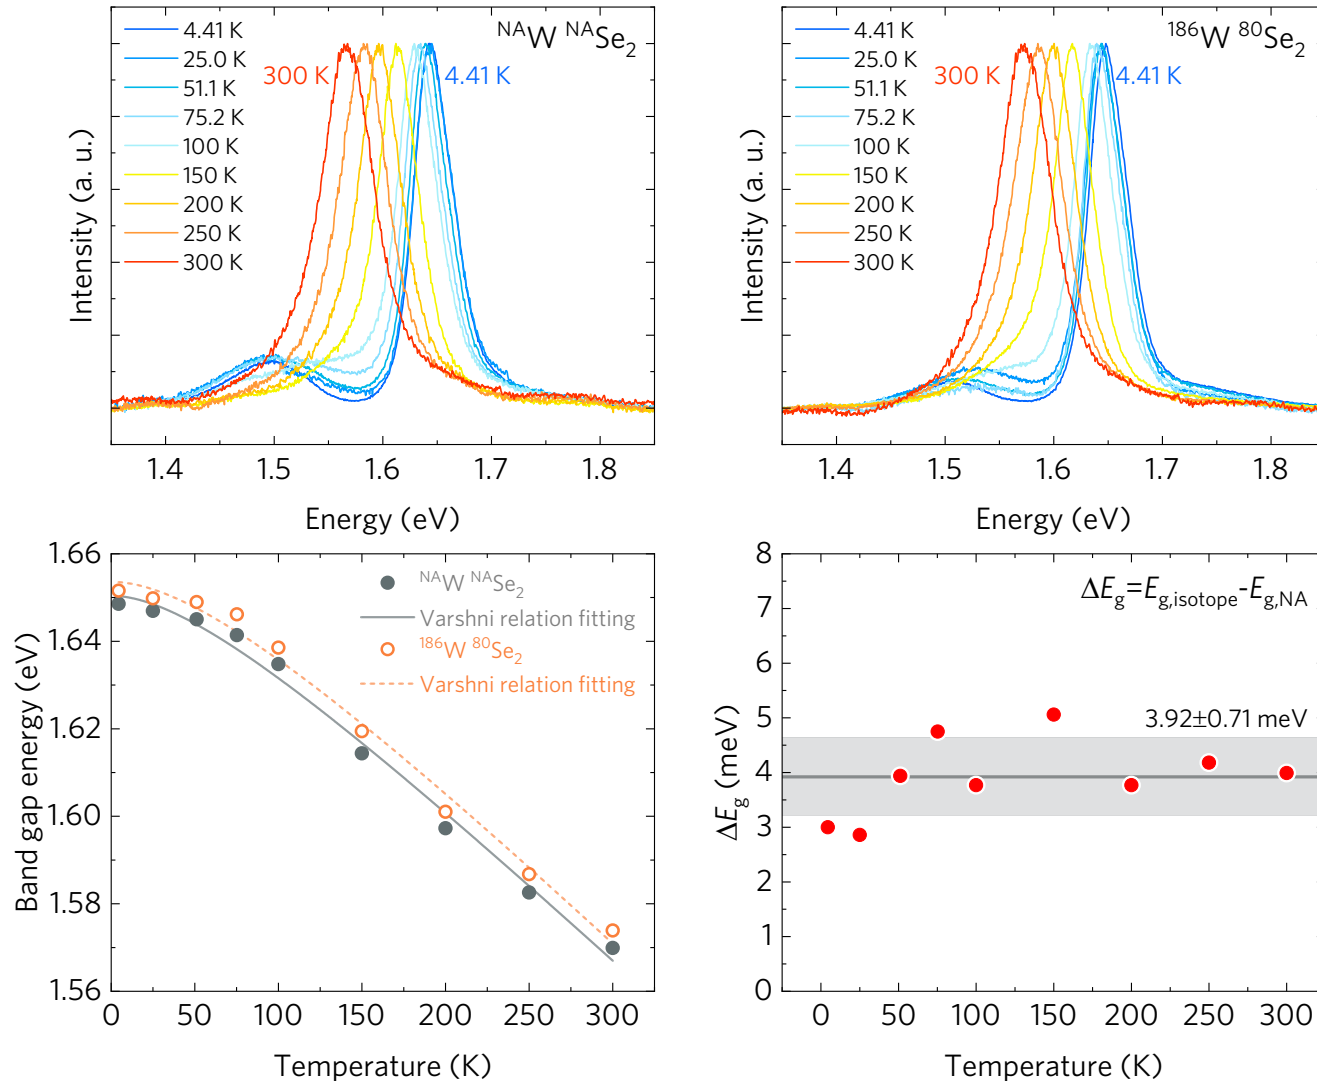 4.41 K
25.0 K
51.1 K
75.2 K
100 K
150 K
200 K
250 K
300 K
NAW NASe2
300 K
4.41 K
Intensity (a. u.)
1.4 1.5 1.6 1.7 1.8
Energy (eV)
4.41 K
25.0 K
51.1 K
75.2 K
100 K
150 K
200 K
250 K
300 K
186W 80Se2
300 K
4.41 K
Intensity (a. u.)
1.4 1.5 1.6 1.7 1.8
Energy (eV)
1.66
1.64
1.62
1.60
1.58
1.56
Band gap energy (eV)
NAW NASe2
Varshni relation fitting
186W 80Se2
Varshni relation fitting
0 50 100 150 200 250 300
Temperature (K)
8
7
6
5
4
3
2
1
0
ΔEg (meV)
ΔEg=Eg,isotope-Eg,NA
3.92±0.71 meV
0 50 100 150 200 250 300
Temperature (K)